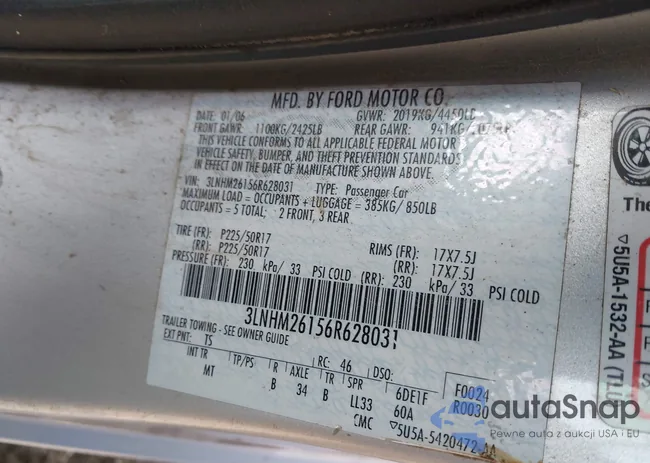 MFD. BY FORD MOTOR CO.
DATE: 01/06 GVWR: 2019KG/4450LB
FRONT GAWR: 1100KG/2425LB REAR GAWR: 941KG/
THIS VEHICLE CONFORMS TO ALL APPLICABLE FEDERAL MOTOR
VEHICLE SAFETY, BUMPER, AND THEFT PREVENTION STANDARDS
IN EFFECT ON THE DATE OF MANUFACTURE SHOWN ABOVE.
VIN: 3LNHM26156R628031 TYPE: Passenger Car
MAXIMUM LOAD = OCCUPANTS + LUGGAGE = 385KG/ 850LB
OCCUPANTS = 5 TOTAL: 2 FRONT, 3 REAR
TIRE (FR): P225/50R17 RIMS (FR): 17X7.5J
(RR): P225/50R17 (RR): 17X7.5J
PRESSURE (FR): 230 kPa/ 33 PSI COLD (RR): 230 kPa/ 33 PSI COLD
3LNHM26156R628031
TRAILER TOWING - SEE OWNER GUIDE
EXT PNT: TS RC: 46 DSO:
INT TR TP/PS R AXLE TR SPR 6DE1F F0024
MT B 34 B LL33 60A R0030
CMC ▽5U5A-5420472-AA
The
▽5U5A-1532-AA
autoSnap
Pewne auta z aukcji USA i EU